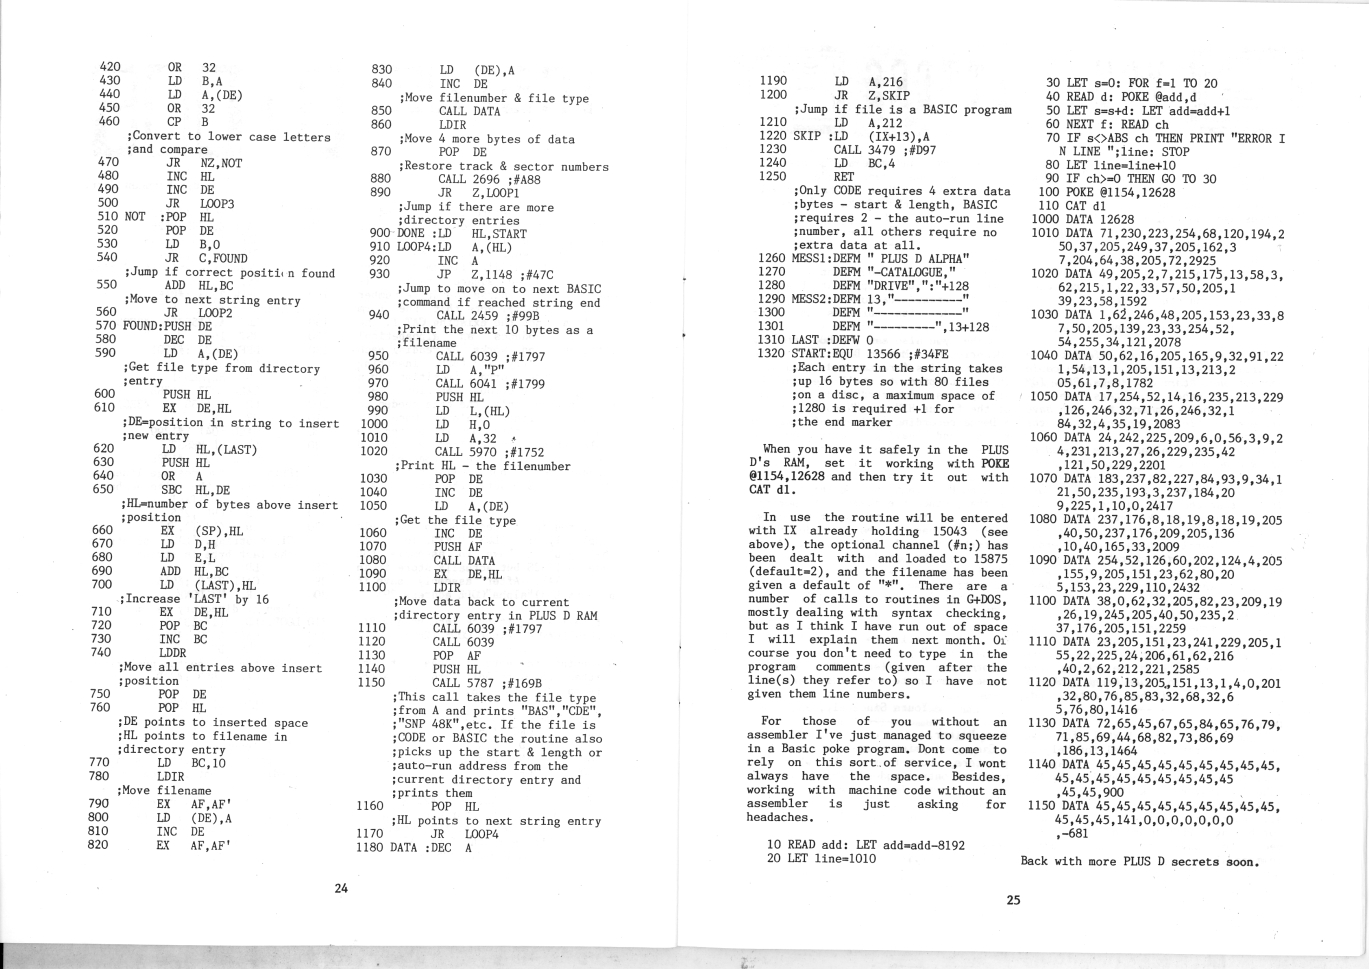 420 OR 32
430 LD B,A
440 LD A,(DE)
450 OR 32
460 CP B
;Convert to lower case letters
;and compare
470 JR NZ,NOT
480 INC HL
490 INC DE
500 JR LOOP3
510 NOT :POP HL
520 POP DE
530 LD B,0
540 JR C,FOUND
;Jump if correct position found
550 ADD HL,BC
;Move to next string entry
560 JR LOOP2
570 FOUND:PUSH DE
580 DEC DE
590 LD A,(DE)
;Get file type from directory
;entry
600 PUSH HL
610 EX DE,HL
;DE=position in string to insert
;new entry
620 LD HL,(LAST)
630 PUSH HL
640 OR A
650 SBC HL,DE
;HL=number of bytes above insert
;position
660 EX (SP),HL
670 LD D,H
680 LD E,L
690 ADD HL,BC
700 LD (LAST),HL
;Increase 'LAST' by 16
710 EX DE,HL
720 POP BC
730 INC BC
740 LDDR
;Move all entries above insert
;position
750 POP DE
760 POP HL
;DE points to inserted space
;HL points to filename in
;directory entry
770 LD BC,10
780 LDIR
;Move filename
790 EX AF,AF'
800 LD (DE),A
810 INC DE
820 EX AF,AF'
830 LD (DE),A
840 INC DE
;Move filenumber & file type
850 CALL DATA
860 LDIR
;Move 4 more bytes of data
870 POP DE
;Restore track & sector numbers
880 CALL 2696 ;#A88
890 JR Z,LOOP1
;Jump if there are more
;directory entries
900 DONE :LD HL,START
910 LOOP4:LD A,(HL)
920 INC A
930 JP Z,1148 ;#47C
;Jump to move on to next BASIC
;command if reached string end
940 CALL 2459 ;#99B
;Print the next 10 bytes as a
;filename
950 CALL 6039 ;#1797
960 LD A,"P"
970 CALL 6041 ;#1799
980 PUSH HL
990 LD L,(HL)
1000 LD H,0
1010 LD A,32
1020 CALL 5970 ;#1752
;Print HL - the filenumber
1030 POP DE
1040 INC DE
1050 LD A,(DE)
;Get the file type
1060 INC DE
1070 PUSH AF
1080 CALL DATA
1090 EX DE,HL
1100 LDIR
;Move data back to current
;directory entry in PLUS D RAM
1110 CALL 6039 ;#1797
1120 CALL 6039
1130 POP AF
1140 PUSH HL
1150 CALL 5787 ;#169B
;This call takes the file type
;from A and prints "BAS","CDE",
;"SNP 48K",etc. If the file is
;CODE or BASIC the routine also
;picks up the start & length or
;auto-run address from the
;current directory entry and
;prints them
1160 POP HL
;HL points to next string entry
1170 JR LOOP4
1180 DATA :DEC A
24
1190 LD A,216
1200 JR Z,SKIP
;Jump if file is a BASIC program
1210 LD A,212
1220 SKIP :LD (IX+13),A
1230 CALL 3479 ;#D97
1240 LD BC,4
1250 RET
;Only CODE requires 4 extra data
;bytes - start & length, BASIC
;requires 2 - the auto-run line
;number, all others require no
;extra data at all.
1260 MESS1:DEFM " PLUS D ALPHA"
1270 DEFM "-CATALOGUE,"
1280 DEFM "DRIVE",":"+128
1290 MESS2:DEFM 13,"----------"
1300 DEFM "-------------"
1301 DEFM "---------",13+128
1310 LAST :DEFW 0
1320 START:EQU 13566 ;#34FE
;Each entry in the string takes
;up 16 bytes so with 80 files
;on a disc, a maximum space of
;1280 is required +1 for
;the end marker
When you have it safely in the PLUS
D's RAM, set it working with POKE
@1154,12628 and then try it out with
CAT d1.
In use the routine will be entered
with IX already holding 15043 (see
above), the optional channel (#n;) has
been dealt with and loaded to 15875
(default=2), and the filename has been
given a default of "*". There are a
number of calls to routines in G+DOS,
mostly dealing with syntax checking,
but as I think I have run out of space
I will explain them next month. Of
course you don't need to type in the
program comments (given after the
line(s) they refer to) so I have not
given them line numbers.
For those of you without an
assembler I've just managed to squeeze
in a Basic poke program. Dont come to
rely on this sort of service, I wont
always have the space. Besides,
working with machine code without an
assembler is just asking for
headaches.
10 READ add: LET add=add-8192
20 LET line=1010
30 LET s=0: FOR f=1 TO 20
40 READ d: POKE @add,d
50 LET s=s+d: LET add=add+1
60 NEXT f: READ ch
70 IF s<>ABS ch THEN PRINT "ERROR I
N LINE ";line: STOP
80 LET line=line+10
90 IF ch>=0 THEN GO TO 30
100 POKE @1154,12628
110 CAT d1
1000 DATA 12628
1010 DATA 71,230,223,254,68,120,194,2
50,37,205,249,37,205,162,3
7,204,64,38,205,72,2925
1020 DATA 49,205,2,7,215,175,13,58,3,
62,215,1,22,33,57,50,205,1
39,23,58,1592
1030 DATA 1,62,246,48,205,153,23,33,8
7,50,205,139,23,33,254,52,
54,255,34,121,2078
1040 DATA 50,62,16,205,165,9,32,91,22
1,54,13,1,205,151,13,213,2
05,61,7,8,1782
1050 DATA 17,254,52,14,16,235,213,229
,126,246,32,71,26,246,32,1
84,32,4,35,19,2083
1060 DATA 24,242,225,209,6,0,56,3,9,2
4,231,213,27,26,229,235,42
,121,50,229,2201
1070 DATA 183,237,82,227,84,93,9,34,1
21,50,235,193,3,237,184,20
9,225,1,10,0,2417
1080 DATA 237,176,8,18,19,8,18,19,205
,40,50,237,176,209,205,136
,10,40,165,33,2009
1090 DATA 254,52,126,60,202,124,4,205
,155,9,205,151,23,62,80,20
5,153,23,229,110,2432
1100 DATA 38,0,62,32,205,82,23,209,19
,26,19,245,205,40,50,235,2
37,176,205,151,2259
1110 DATA 23,205,151,23,241,229,205,1
55,22,225,24,206,61,62,216
,40,2,62,212,221,2585
1120 DATA 119,13,205,151,13,1,4,0,201
,32,80,76,85,83,32,68,32,6
5,76,80,1416
1130 DATA 72,65,45,67,65,84,65,76,79,
71,85,69,44,68,82,73,86,69
,186,13,1464
1140 DATA 45,45,45,45,45,45,45,45,45,
45,45,45,45,45,45,45,45,45
,45,45,900
1150 DATA 45,45,45,45,45,45,45,45,45,
45,45,45,141,0,0,0,0,0,0,0
,-681
Back with more PLUS D secrets soon.
25